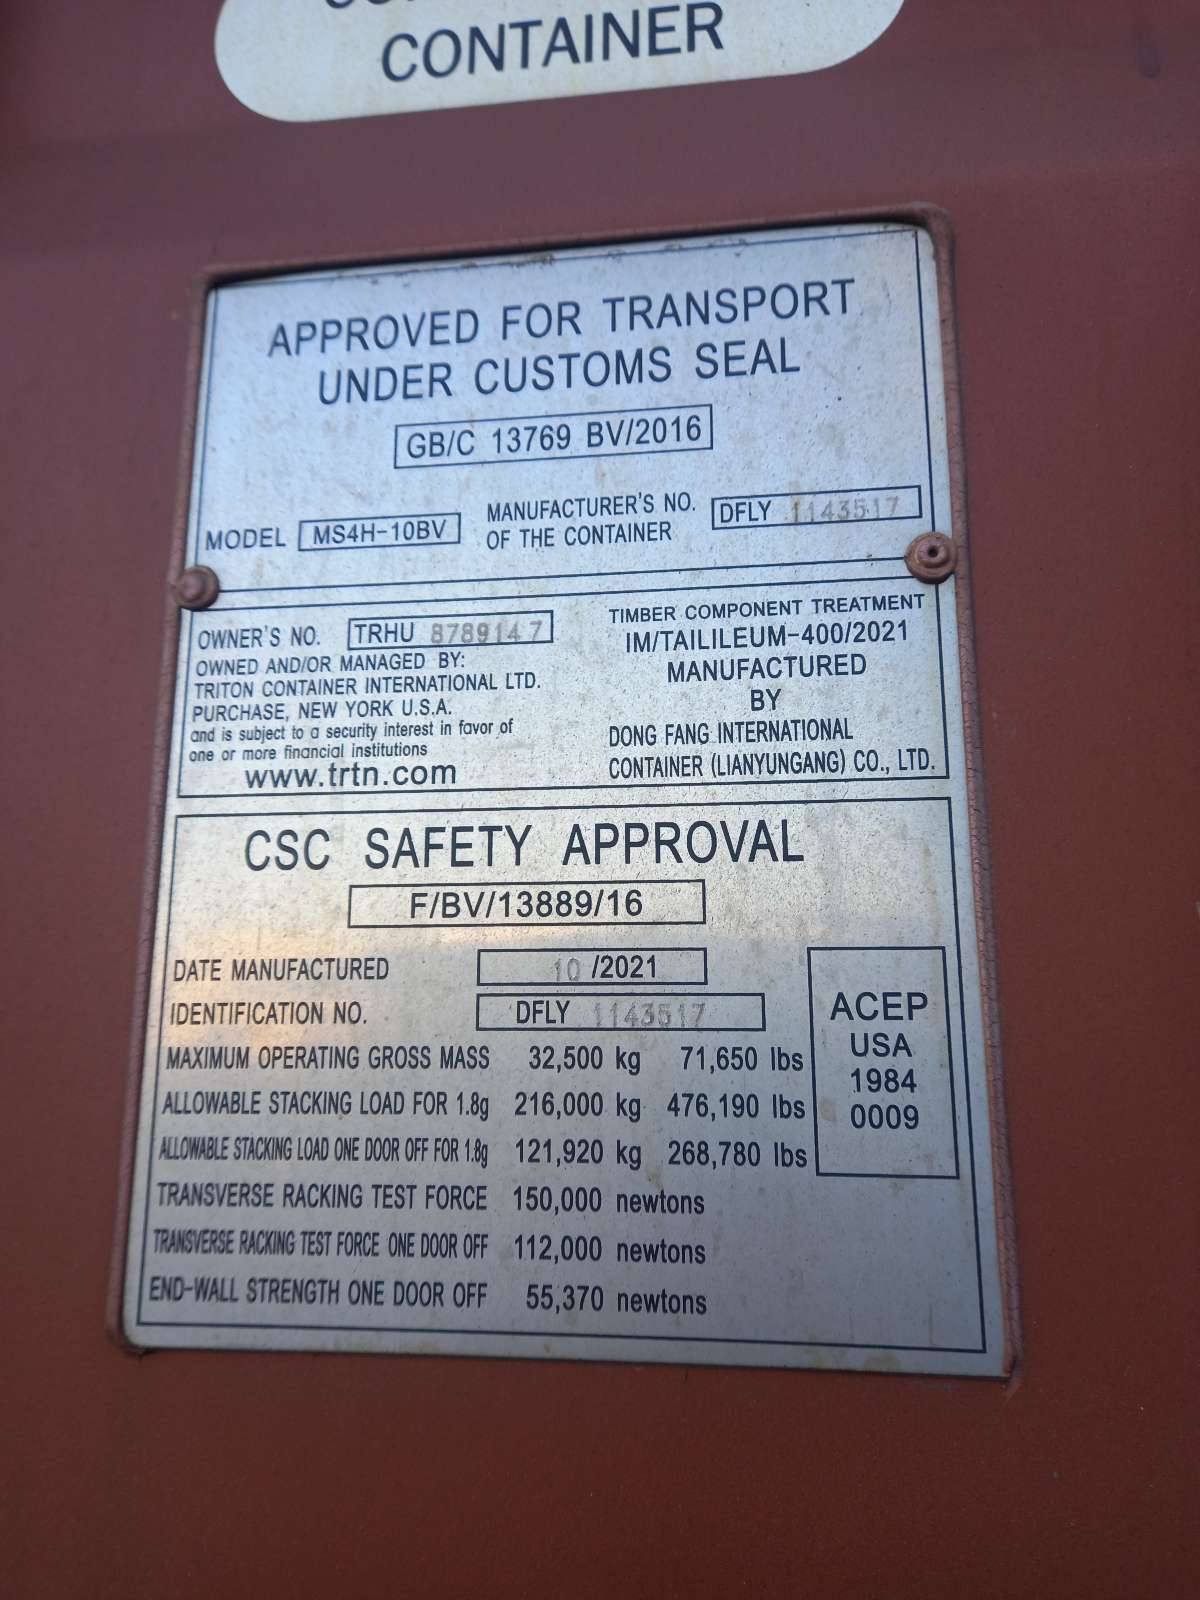 CONTAINER
APPROVED FOR TRANSPORT
UNDER CUSTOMS SEAL
GB/C 13769 BV/2016
MODEL MS4H-10BV
MANUFACTURER'S NO.
OF THE CONTAINER
DFLY 1143517
OWNER'S NO. TRHU 8789147
OWNED AND/OR MANAGED BY:
TRITON CONTAINER INTERNATIONAL LTD.
PURCHASE, NEW YORK U.S.A.
and is subject to a security interest in favor of
one or more financial institutions
www.trtn.com
TIMBER COMPONENT TREATMENT
IM/TAILILEUM-400/2021
MANUFACTURED
BY
DONG FANG INTERNATIONAL
CONTAINER (LIANYUNGANG) CO., LTD.
CSC SAFETY APPROVAL
F/BV/13889/16
DATE MANUFACTURED 10 /2021
IDENTIFICATION NO. DFLY 1143517
MAXIMUM OPERATING GROSS MASS 32,500 kg 71,650 lbs
ALLOWABLE STACKING LOAD FOR 1.8g 216,000 kg 476,190 lbs
ALLOWABLE STACKING LOAD ONE DOOR OFF FOR 1.8g 121,920 kg 268,780 lbs
TRANSVERSE RACKING TEST FORCE 150,000 newtons
TRANSVERSE RACKING TEST FORCE ONE DOOR OFF 112,000 newtons
END-WALL STRENGTH ONE DOOR OFF 55,370 newtons
ACEP
USA
1984
0009